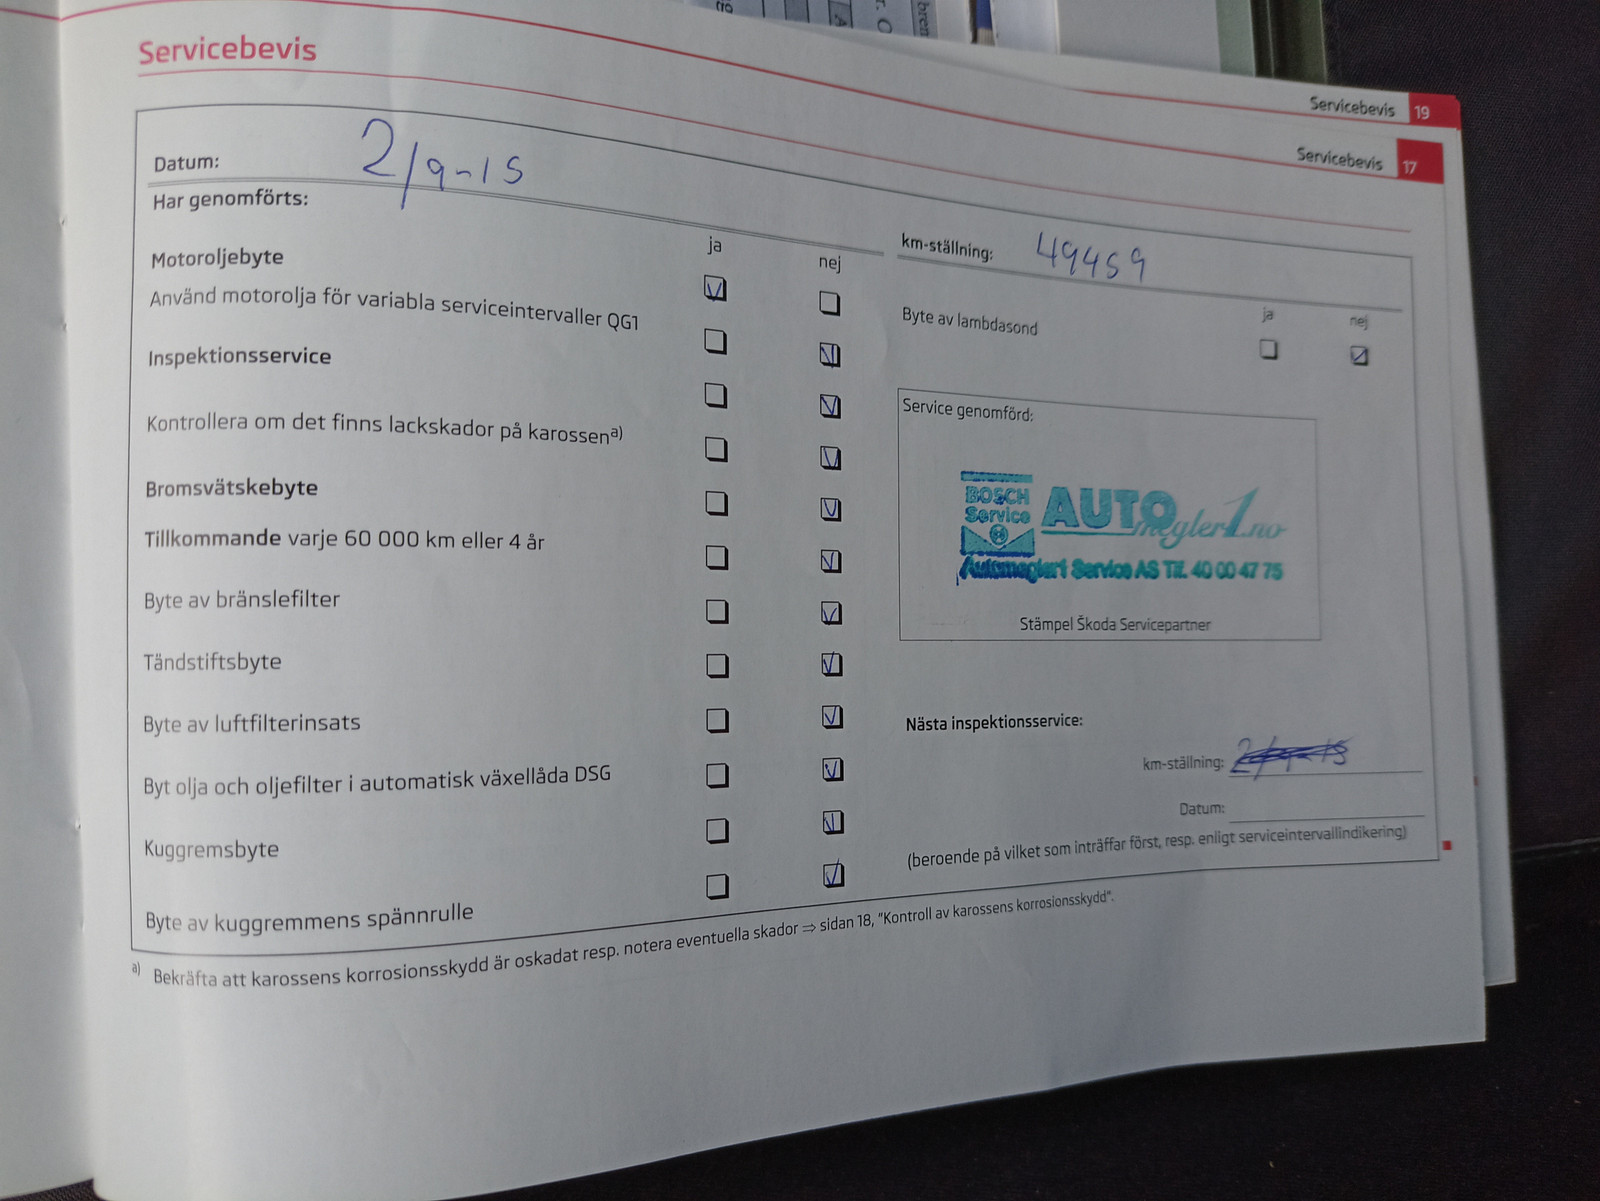 Servicebevis
Servicebevis 19
Servicebevis 17
Datum: 2/9-15
Har genomförts:
ja nej
Motoroljebyte
Använd motorolja för variabla serviceintervaller QG1
Inspektionsservice
Kontrollera om det finns lackskador på karossen a)
Bromsvätskebyte
Tillkommande varje 60 000 km eller 4 år
Byte av bränslefilter
Tändstiftsbyte
Byte av luftfilterinsats
Byt olja och oljefilter i automatisk växellåda DSG
Kuggremsbyte
Byte av kuggremmens spännrulle
km-ställning: 49459
ja nej
Byte av lambdasond
Service genomförd:
BOSCH
Service
AUTOmegler1.no
Automegler1 Service AS Tlf. 40 00 47 75
Stämpel Škoda Servicepartner
Nästa inspektionsservice:
km-ställning: 2/9-15
Datum:
(beroende på vilket som inträffar först, resp. enligt serviceintervallindikering)
a) Bekräfta att karossens korrosionsskydd är oskadat resp. notera eventuella skador ⇒ sidan 18, "Kontroll av karossens korrosionsskydd".